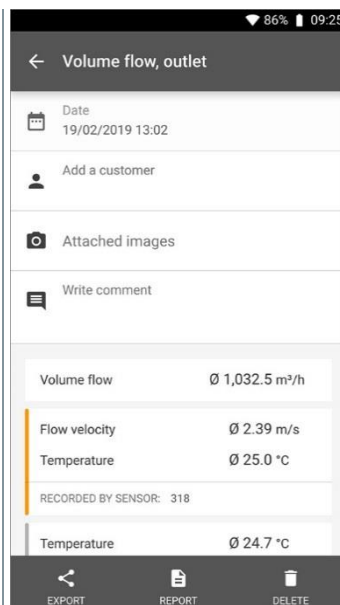 86% 09:25
Volume flow, outlet
Date
19/02/2019 13:02
Add a customer
Attached images
Write comment
Volume flow Ø 1,032.5 m³/h
Flow velocity Ø 2.39 m/s
Temperature Ø 25.0 °C
RECORDED BY SENSOR: 318
Temperature Ø 24.7 °C
EXPORT REPORT DELETE